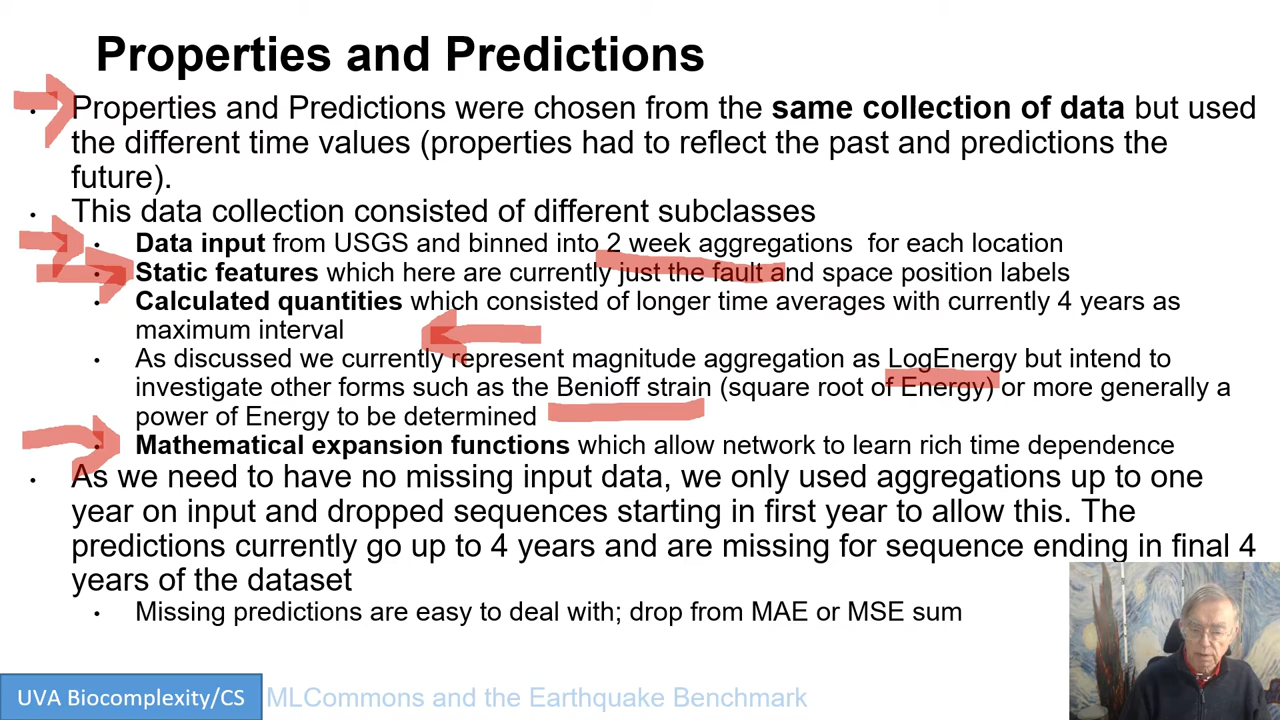 Properties and Predictions
• Properties and Predictions were chosen from the same collection of data but used
the different time values (properties had to reflect the past and predictions the
future).
• This data collection consisted of different subclasses
• Data input from USGS and binned into 2 week aggregations for each location
• Static features which here are currently just the fault and space position labels
• Calculated quantities which consisted of longer time averages with currently 4 years as
maximum interval
• As discussed we currently represent magnitude aggregation as LogEnergy but intend to
investigate other forms such as the Benioff strain (square root of Energy) or more generally a
power of Energy to be determined
• Mathematical expansion functions which allow network to learn rich time dependence
• As we need to have no missing input data, we only used aggregations up to one
year on input and dropped sequences starting in first year to allow this. The
predictions currently go up to 4 years and are missing for sequence ending in final 4
years of the dataset
• Missing predictions are easy to deal with; drop from MAE or MSE sum
UVA Biocomplexity/CS
MLCommons and the Earthquake Benchmark